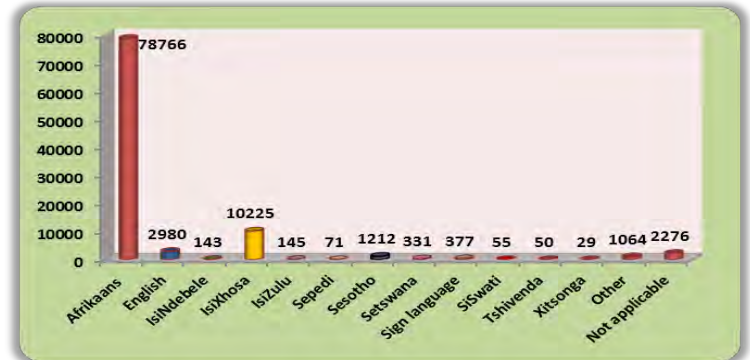 80000
70000
60000
50000
40000
30000
20000
10000
0
78766
2980
143
10225
145
71
1212
331
377
55
50
29
1064
2276
Afrikaans
English
IsiNdebele
IsiXhosa
IsiZulu
Sepedi
Sesotho
Setswana
Sign language
SiSwati
Tshivenda
Xitsonga
Other
Not applicable